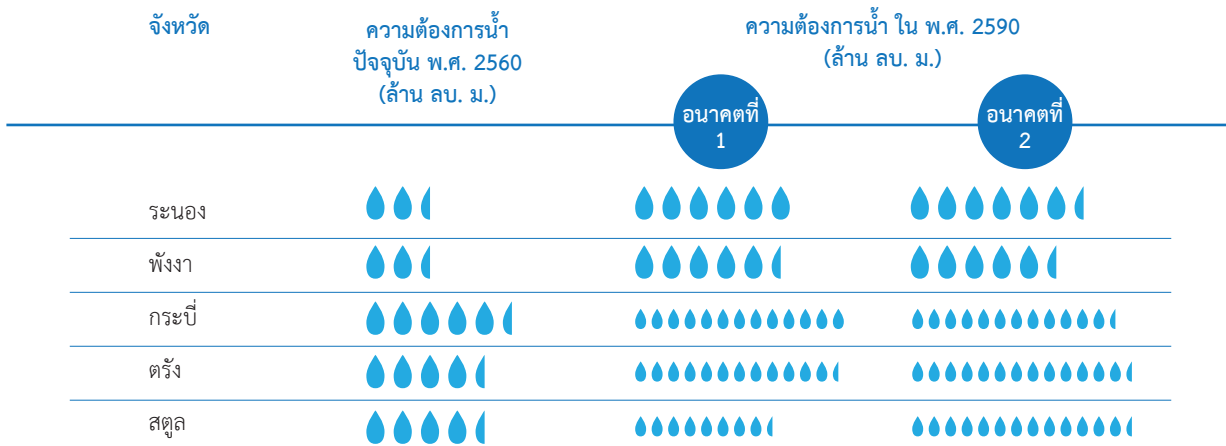 จังหวัด
ความต้องการน้ำ
ปัจจุบัน พ.ศ. 2560
(ล้าน ลบ. ม.)
ความต้องการน้ำ ใน พ.ศ. 2590
(ล้าน ลบ. ม.)
อนาคตที่
1
อนาคตที่
2
ระนอง
พังงา
กระบี่
ตรัง
สตูล